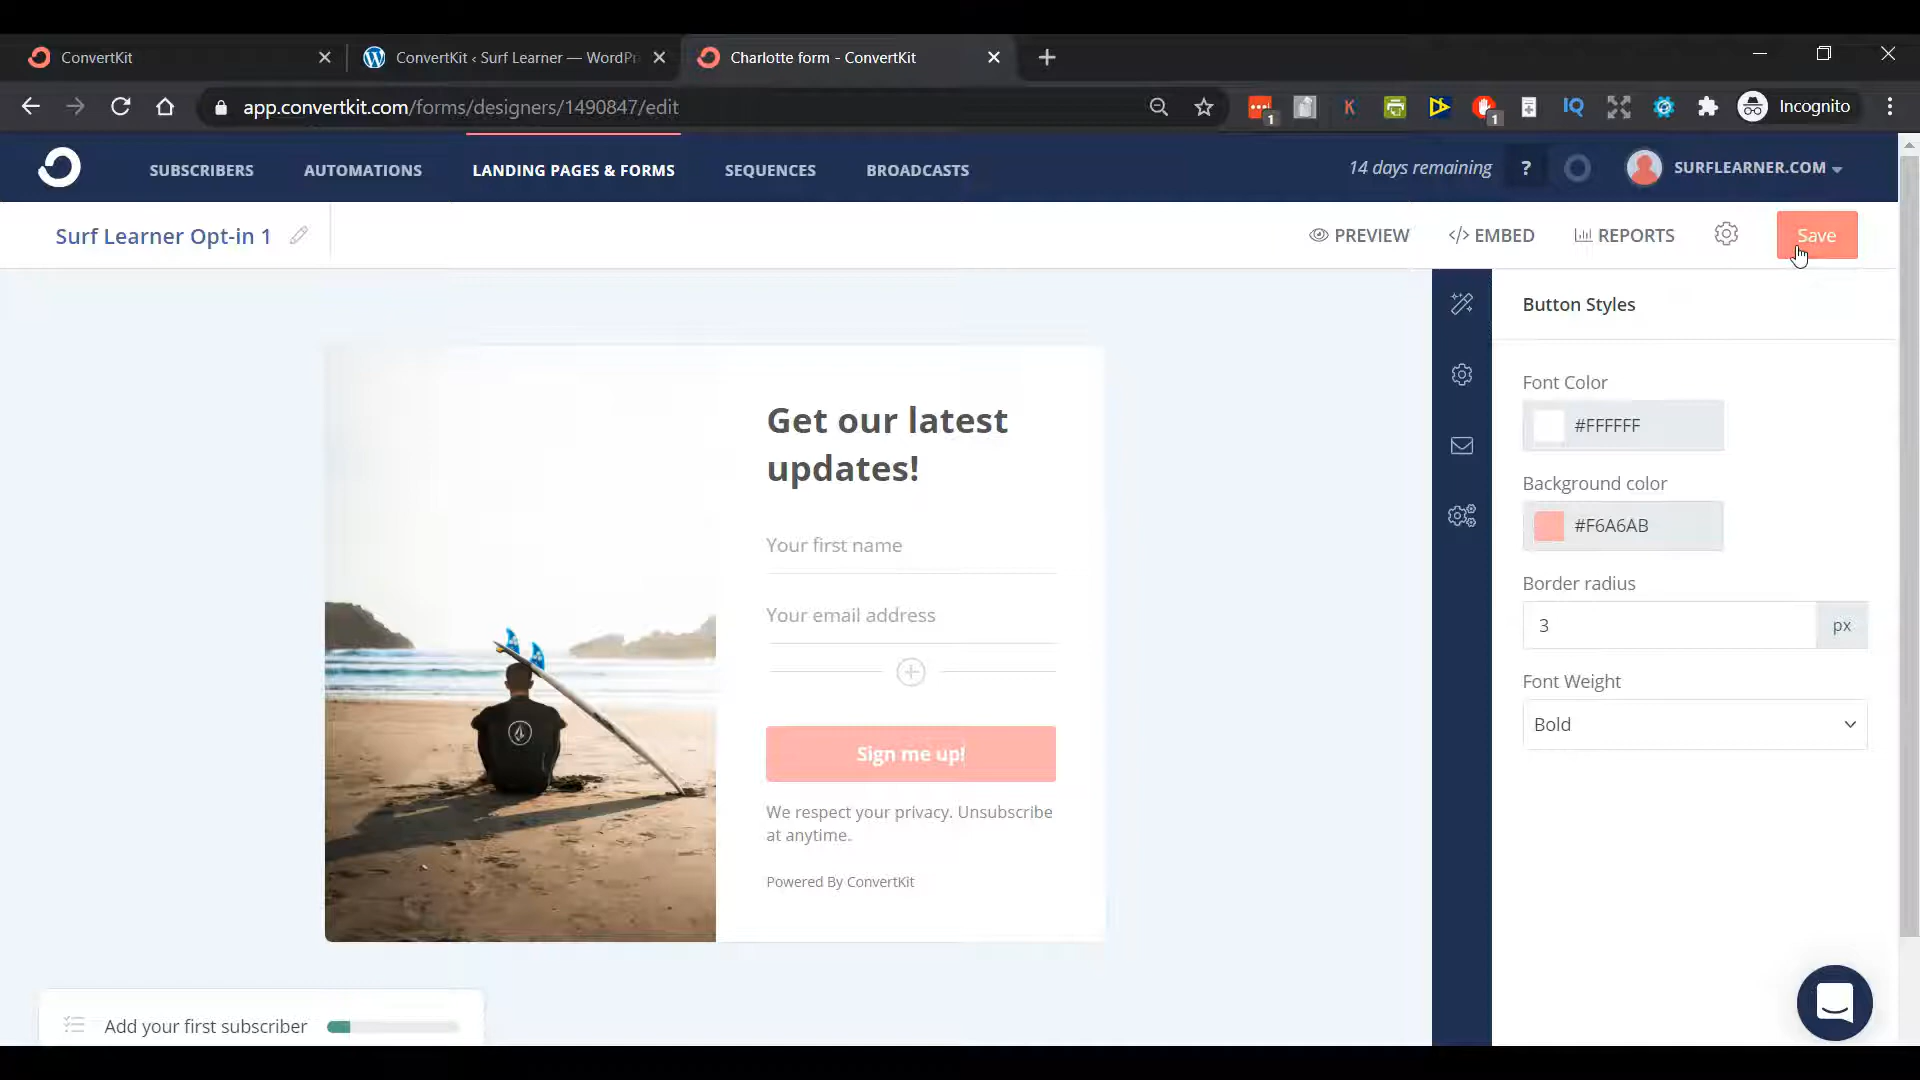 ConvertKit
ConvertKit ‹ Surf Learner — WordPr
Charlotte form - ConvertKit
app.convertkit.com/forms/designers/1490847/edit
1
K
1
IQ
Incognito
SUBSCRIBERS
AUTOMATIONS
LANDING PAGES & FORMS
SEQUENCES
BROADCASTS
14 days remaining
?
SURFLEARNER.COM
Surf Learner Opt-in 1
PREVIEW
</> EMBED
REPORTS
Save
Button Styles
Font Color
#FFFFFF
Background color
#F6A6AB
Border radius
3
px
Font Weight
Bold
Get our latest
updates!
Your first name
Your email address
Sign me up!
We respect your privacy. Unsubscribe
at anytime.
Powered By ConvertKit
Add your first subscriber